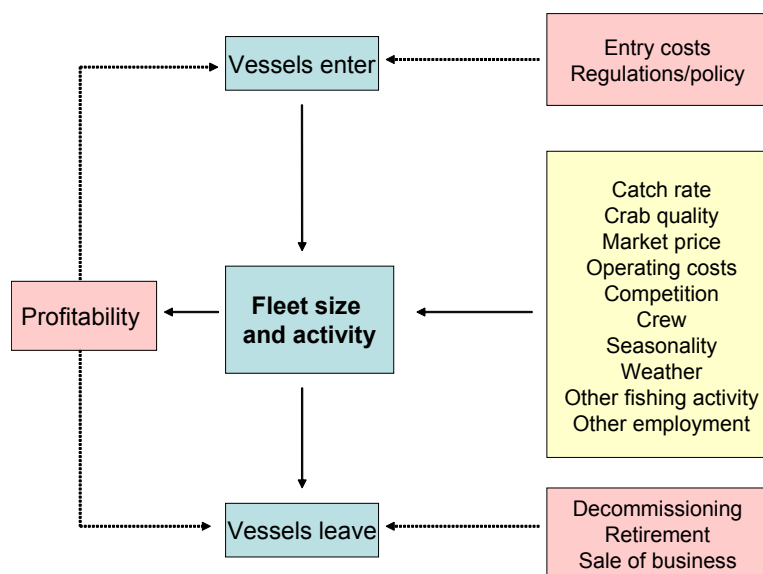 Vessels enter
Entry costs
Regulations/policy
Catch rate
Crab quality
Market price
Operating costs
Competition
Crew
Seasonality
Weather
Other fishing activity
Other employment
Profitability
Fleet size
and activity
Vessels leave
Decommissioning
Retirement
Sale of business